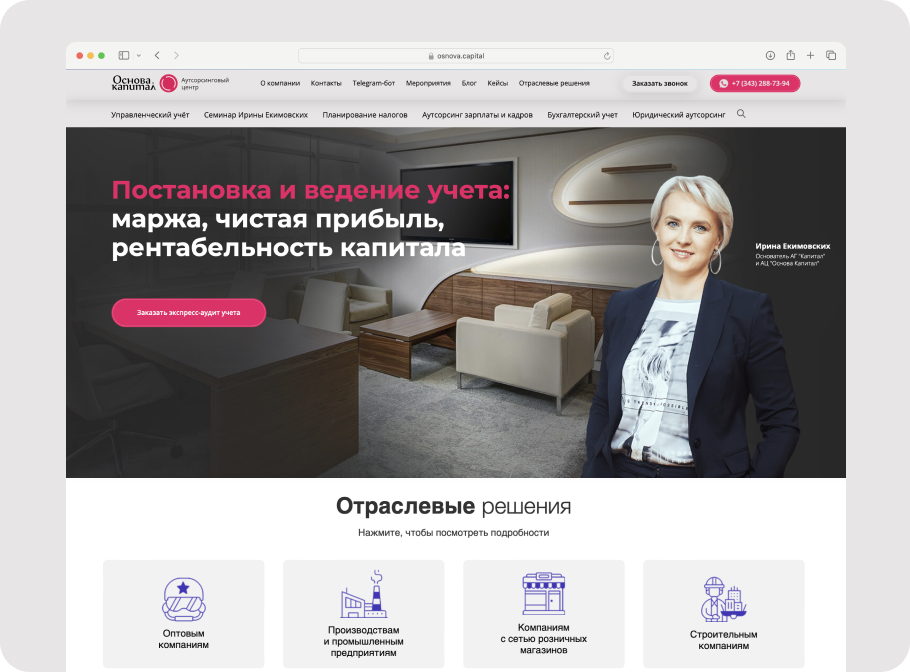 osnova.capital
Основа.
капитал
Аутсорсинговый
центр
О компании
Контакты
Telegram-бот
Мероприятия
Блог
Кейсы
Отраслевые решения
Заказать звонок
+7 (343) 288-73-94
Управленческий учёт
Семинар Ирины Екимовских
Планирование налогов
Аутсорсинг зарплаты и кадров
Бухгалтерский учет
Юридический аутсорсинг
Постановка и ведение учета:
маржа, чистая прибыль,
рентабельность капитала
Ирина Екимовских
Основатель АГ "Капитал"
и АЦ "Основа Капитал"
Заказать экспресс-аудит учета
Отраслевые решения
Нажмите, чтобы посмотреть подробности
Оптовым
компаниям
Производствам
и промышленным
предприятиям
Компаниям
с сетью розничных
магазинов
Строительным
компаниям